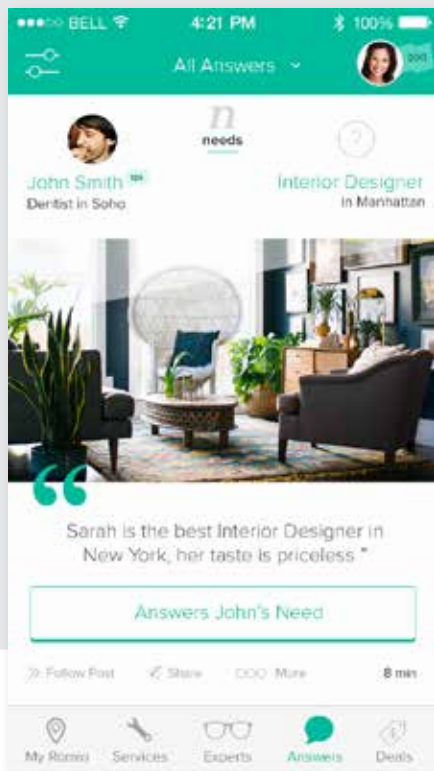 BELL 4:21 PM 100%
All Answers
200
n
needs
John Smith
Dentist in Soho
Interior Designer
in Manhattan
“
Sarah is the best Interior Designer in
New York, her taste is priceless ”
Answers John's Need
Follow Post Share More 8 min
My Romio Services Experts Answers Deals